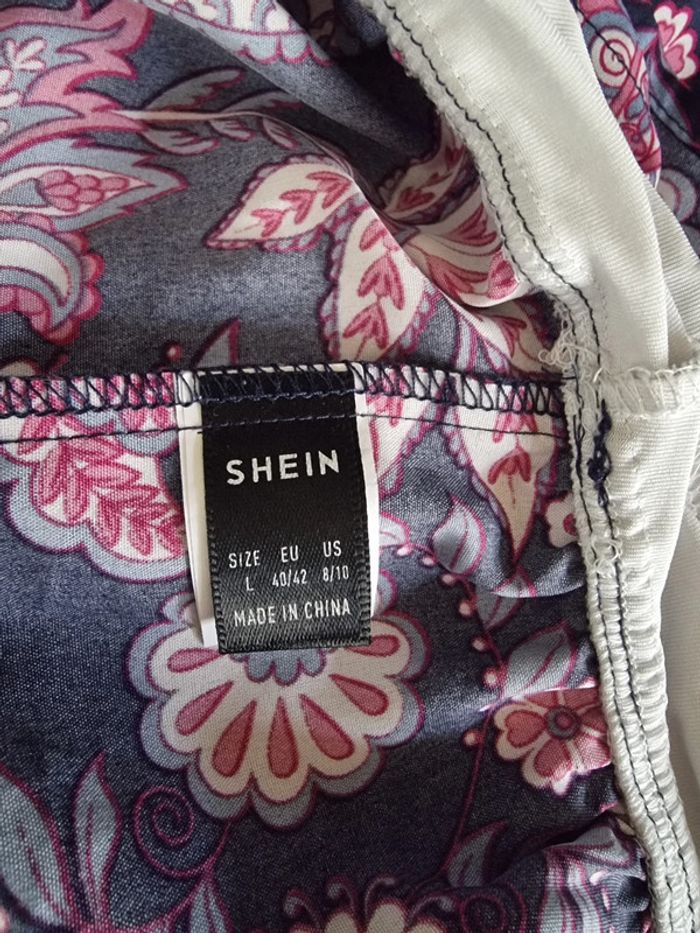 SHEIN
SIZE EU US
L 40/42 8/10
MADE IN CHINA